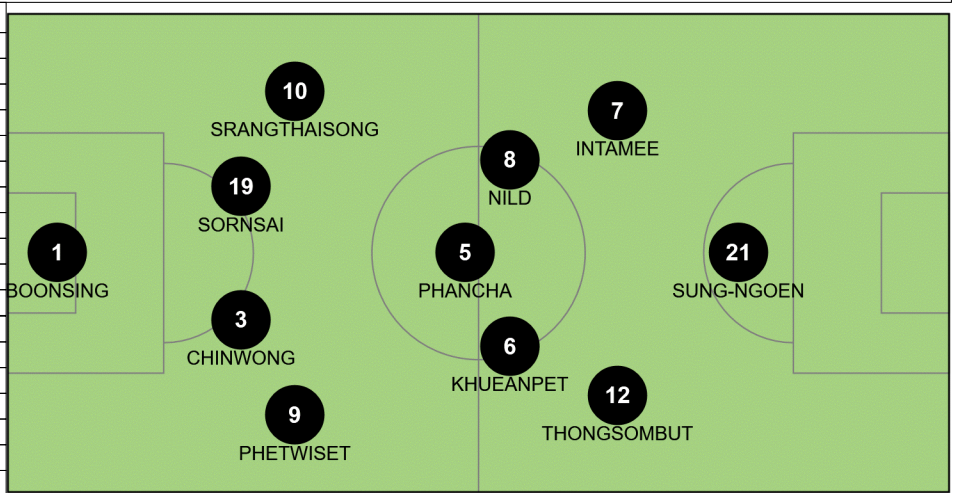 10
SRANGTHAISONG
7
INTAMEE
8
NILD
19
SORNSAI
1
BOONSING
5
PHANCHA
21
SUNG-NGOEN
3
CHINWONG
6
KHUEANPET
12
THONGSOMBUT
9
PHETWISET